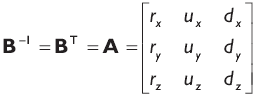 B⁻¹ = Bᵀ = A = [ rₓ uₓ dₓ
r_y u_y d_y
r_z u_z d_z ]